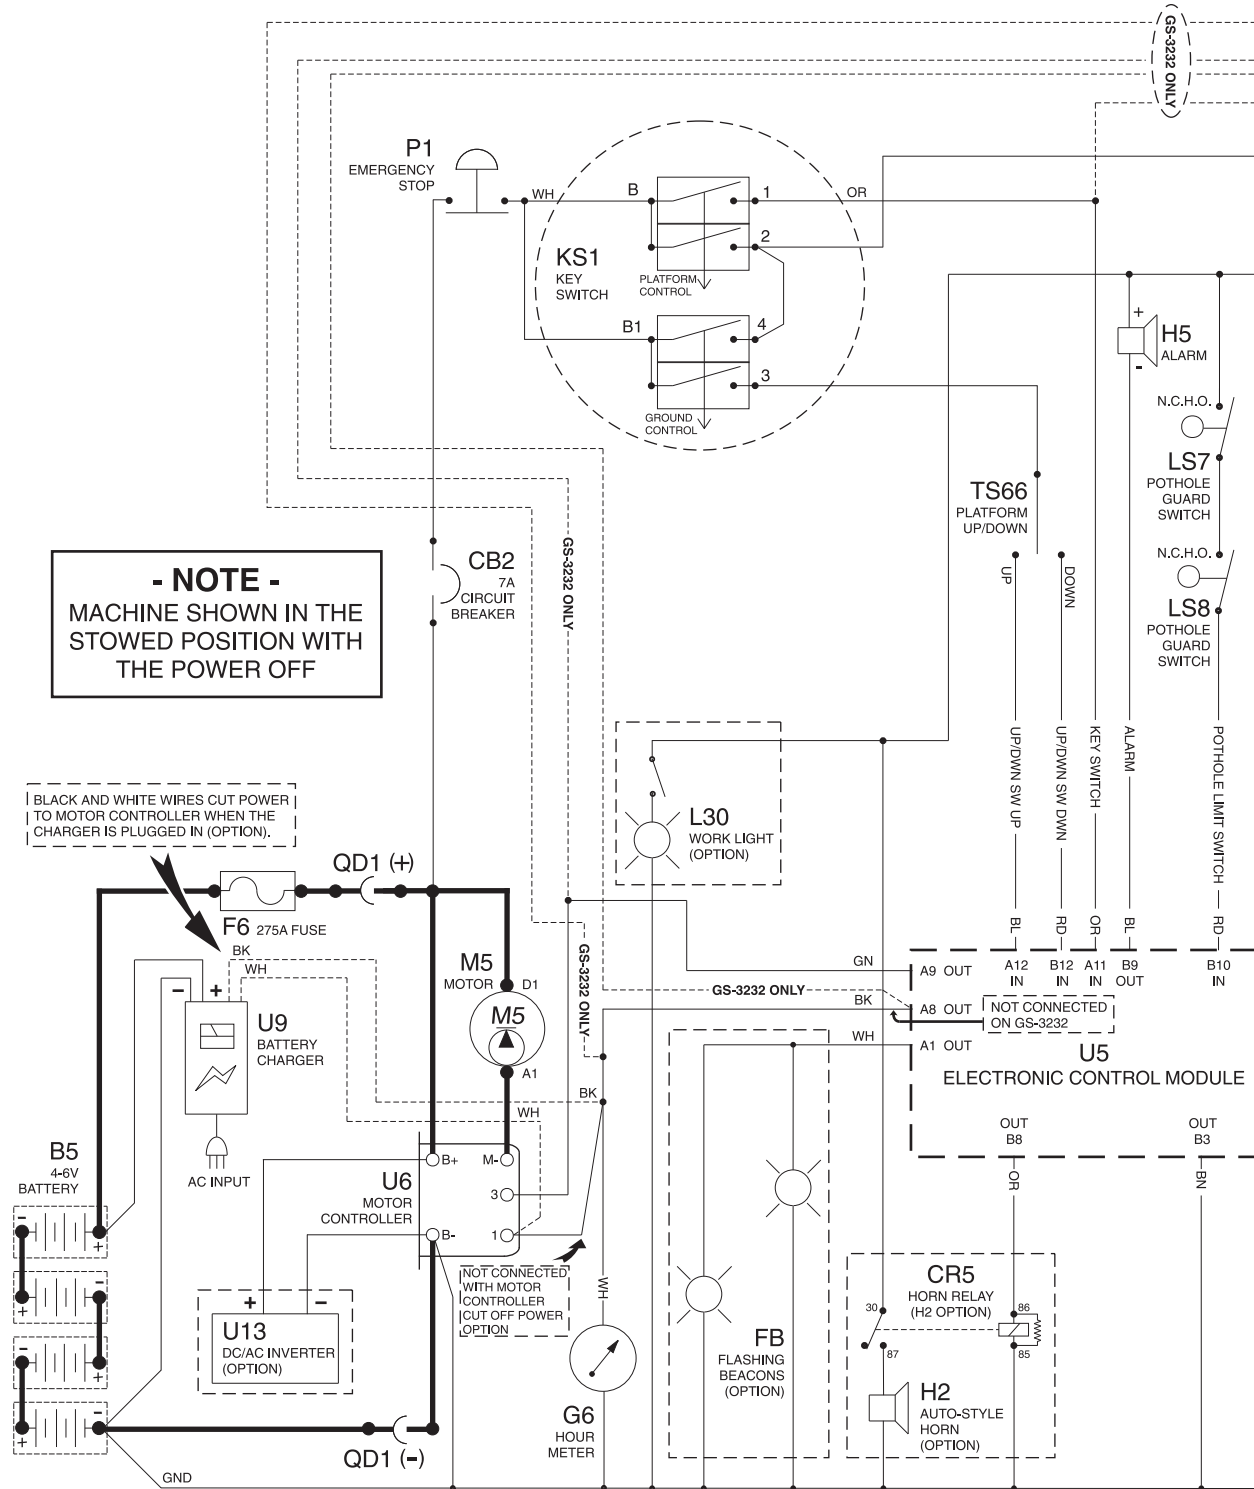 GS-3232 ONLY
P1
EMERGENCY
STOP
WH
B
1
OR
2
KS1
KEY
SWITCH
PLATFORM
CONTROL
B1
4
3
GROUND
CONTROL
+
H5
ALARM
-
N.C.H.O.
LS7
POTHOLE
GUARD
SWITCH
TS66
PLATFORM
UP/DOWN
UP
DOWN
N.C.H.O.
LS8
POTHOLE
GUARD
SWITCH
GS-3232 ONLY
CB2
7A
CIRCUIT
BREAKER
- NOTE -
MACHINE SHOWN IN THE
STOWED POSITION WITH
THE POWER OFF
UP/DWN SW UP
UP/DWN SW DWN
KEY SWITCH
ALARM
POTHOLE LIMIT SWITCH
BLACK AND WHITE WIRES CUT POWER
TO MOTOR CONTROLLER WHEN THE
CHARGER IS PLUGGED IN (OPTION).
L30
WORK LIGHT
(OPTION)
QD1 (+)
F6 275A FUSE
BK
WH
BL
RD
OR
BL
RD
M5
MOTOR
D1
M5
A1
GS-3232 ONLY
GN
A9 OUT
A12
IN
B12
IN
A11
IN
B9
OUT
B10
IN
GS-3232 ONLY
BK
A8 OUT
NOT CONNECTED
ON GS-3232
WH
A1 OUT
U5
ELECTRONIC CONTROL MODULE
- +
U9
BATTERY
CHARGER
AC INPUT
BK
WH
OUT
B8
OUT
B3
OR
BN
B5
4-6V
BATTERY
-
+
-
+
-
+
-
+
B+
M-
U6
MOTOR
CONTROLLER
3
B-
1
NOT CONNECTED
WITH MOTOR
CONTROLLER
CUT OFF POWER
OPTION
WH
+ -
U13
DC/AC INVERTER
(OPTION)
CR5
HORN RELAY
(H2 OPTION)
30
86
87
85
FB
FLASHING
BEACONS
(OPTION)
H2
AUTO-STYLE
HORN
(OPTION)
G6
HOUR
METER
QD1 (-)
GND